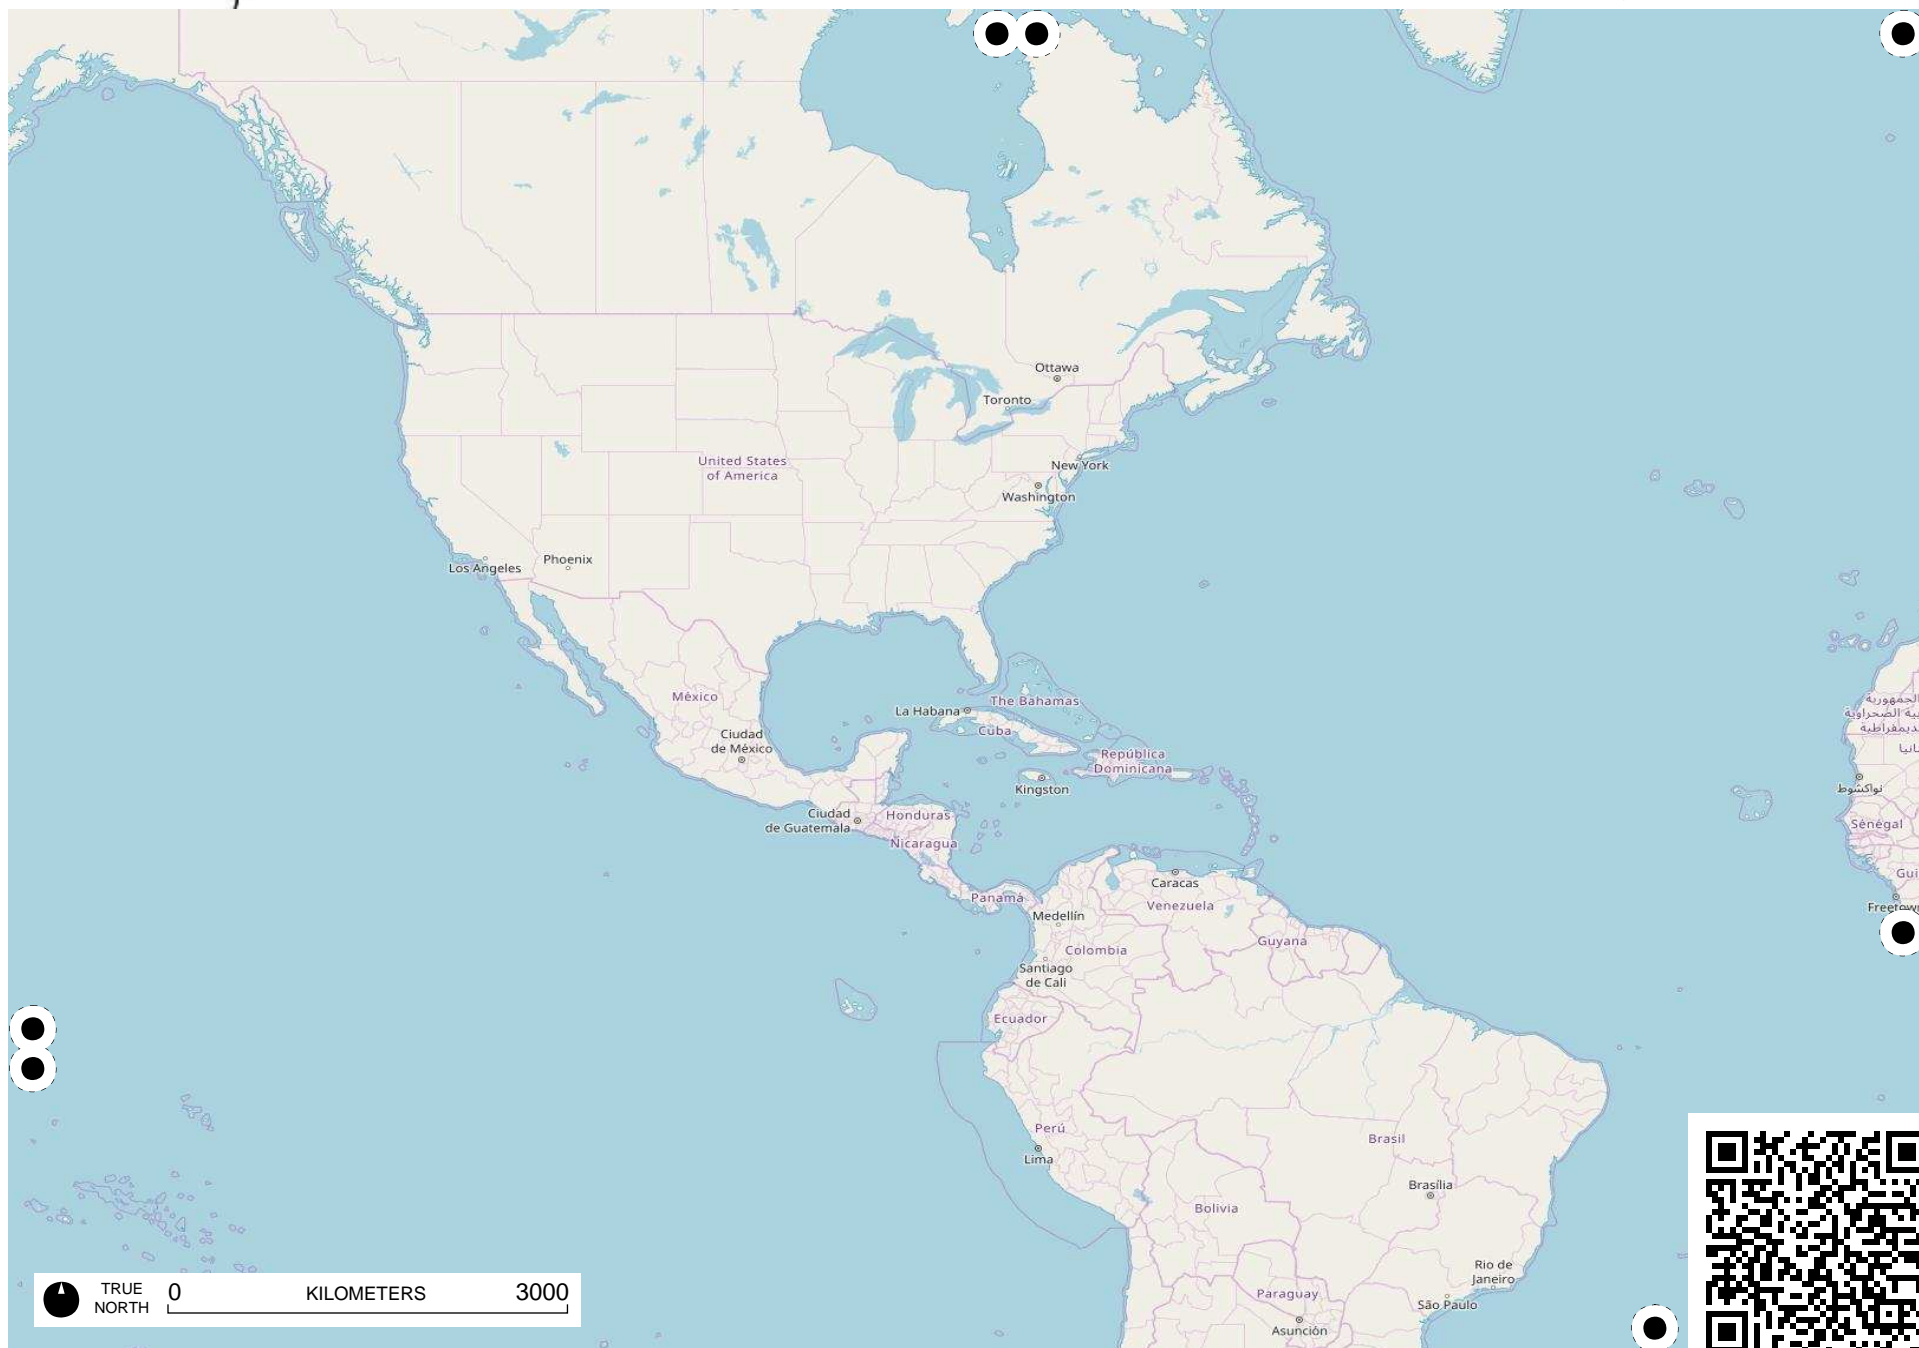 Ottawa
Toronto
United States
of America
New York
Washington
Los Angeles
Phoenix
México
La Habana
The Bahamas
Cuba
Ciudad
de México
República
Dominicana
Kingston
Ciudad
de Guatemala
Honduras
Nicaragua
نواكشوط
Sénégal
Panamá
Caracas
Venezuela
Medellín
Colombia
Guyana
Santiago
de Cali
Ecuador
Perú
Lima
Brasil
Brasília
Bolivia
Rio de
Janeiro
São Paulo
Paraguay
Asunción
TRUE
NORTH
0
KILOMETERS
3000